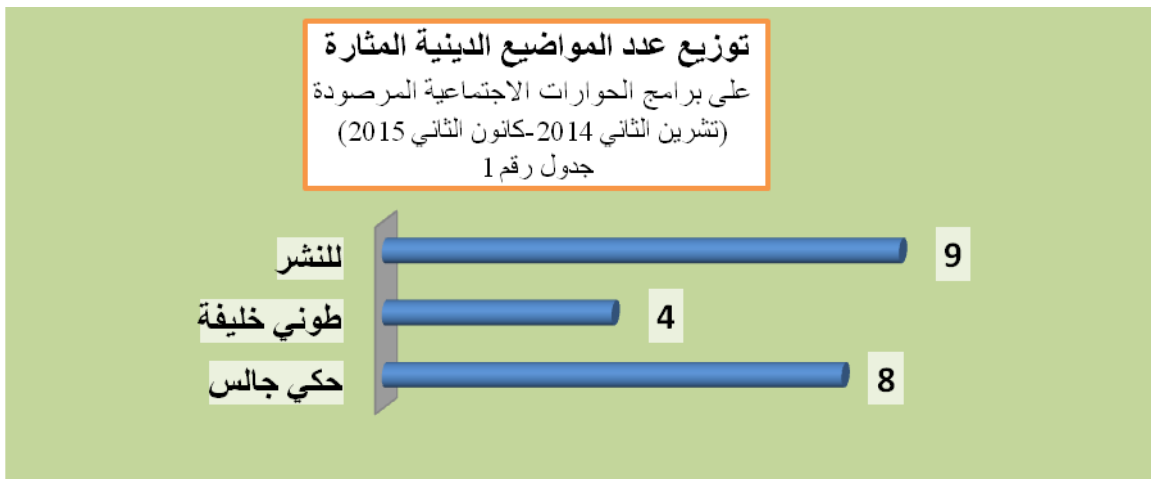 توزيع عدد المواضيع الدينية المثارة
على برامج الحوارات الاجتماعية المرصودة
(تشرين الثاني 2014-كانون الثاني 2015)
جدول رقم 1
للنشر 9
طوني خليفة 4
حكي جالس 8